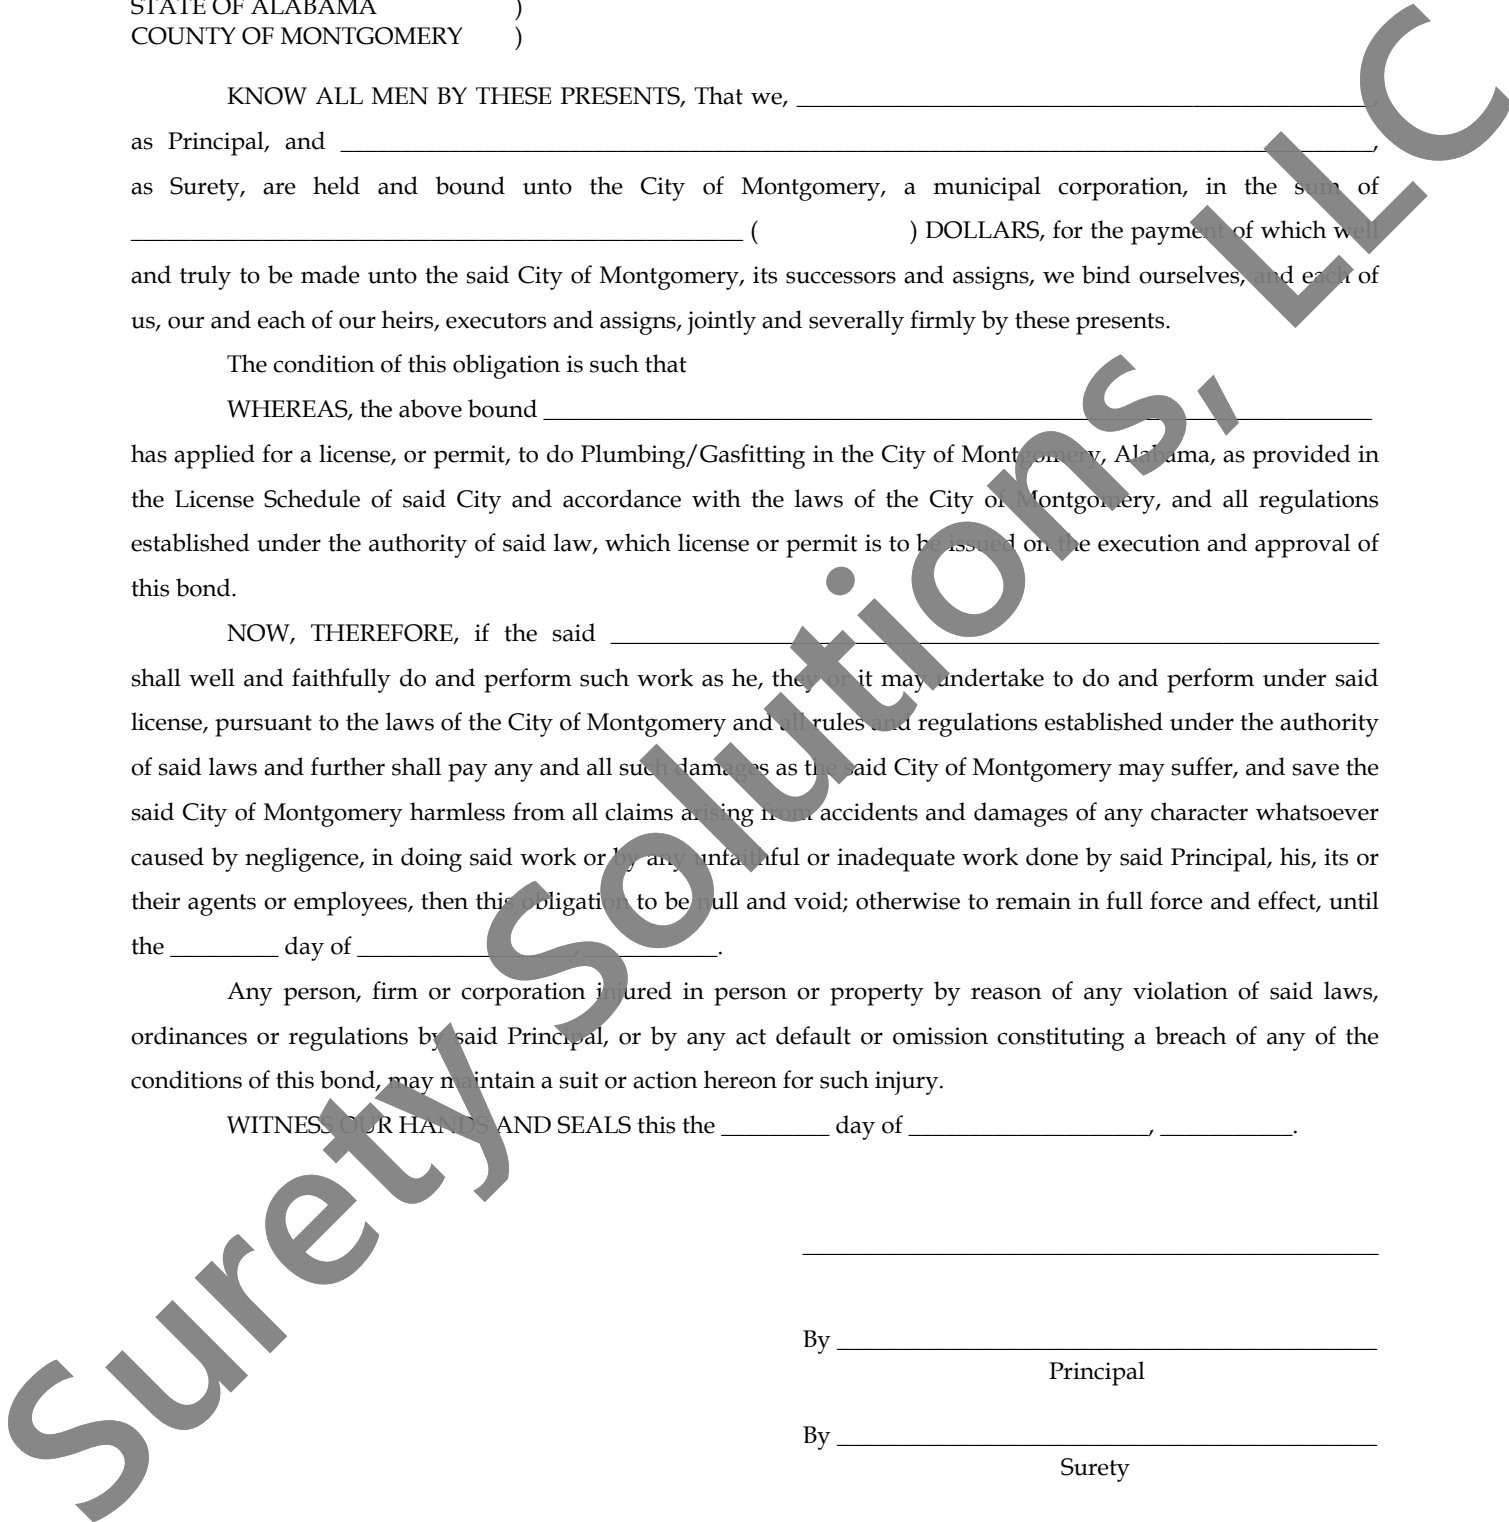 STATE OF ALABAMA )
COUNTY OF MONTGOMERY )
KNOW ALL MEN BY THESE PRESENTS, That we, ________________________________________________,
as Principal, and ______________________________________________________________________________________,
as Surety, are held and bound unto the City of Montgomery, a municipal corporation, in the sum of
___________________________________________________ ( ) DOLLARS, for the payment of which well
and truly to be made unto the said City of Montgomery, its successors and assigns, we bind ourselves, and each of
us, our and each of our heirs, executors and assigns, jointly and severally firmly by these presents.
The condition of this obligation is such that
WHEREAS, the above bound _____________________________________________________________________
has applied for a license, or permit, to do Plumbing/Gasfitting in the City of Montgomery, Alabama, as provided in
the License Schedule of said City and accordance with the laws of the City of Montgomery, and all regulations
established under the authority of said law, which license or permit is to be issued on the execution and approval of
this bond.
NOW, THEREFORE, if the said ________________________________________________________________
shall well and faithfully do and perform such work as he, they or it may undertake to do and perform under said
license, pursuant to the laws of the City of Montgomery and all rules and regulations established under the authority
of said laws and further shall pay any and all such damages as the said City of Montgomery may suffer, and save the
said City of Montgomery harmless from all claims arising from accidents and damages of any character whatsoever
caused by negligence, in doing said work or by any unfaithful or inadequate work done by said Principal, his, its or
their agents or employees, then this obligation to be null and void; otherwise to remain in full force and effect, until
the _________ day of __________________, ___________.
Any person, firm or corporation injured in person or property by reason of any violation of said laws,
ordinances or regulations by said Principal, or by any act default or omission constituting a breach of any of the
conditions of this bond, may maintain a suit or action hereon for such injury.
WITNESS OUR HANDS AND SEALS this the _________ day of ____________________, ___________.
________________________________________________
By _____________________________________________
Principal
By _____________________________________________
Surety
Surety Solutions, LLC